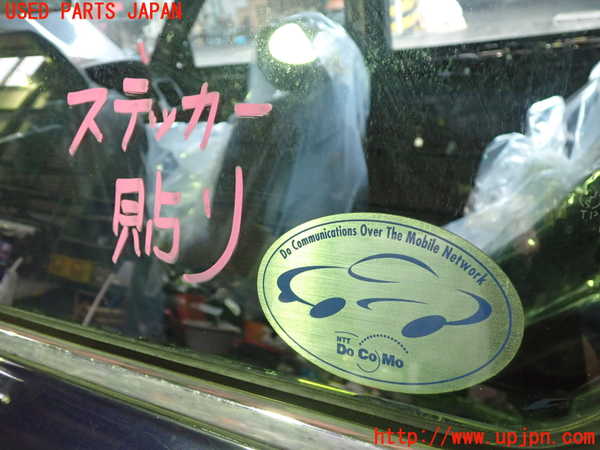 USED PARTS JAPAN
ステッカー
貼り
Do Communications Over The Mobile Network
NTT
DoCoMo
http://www.upjpn.com